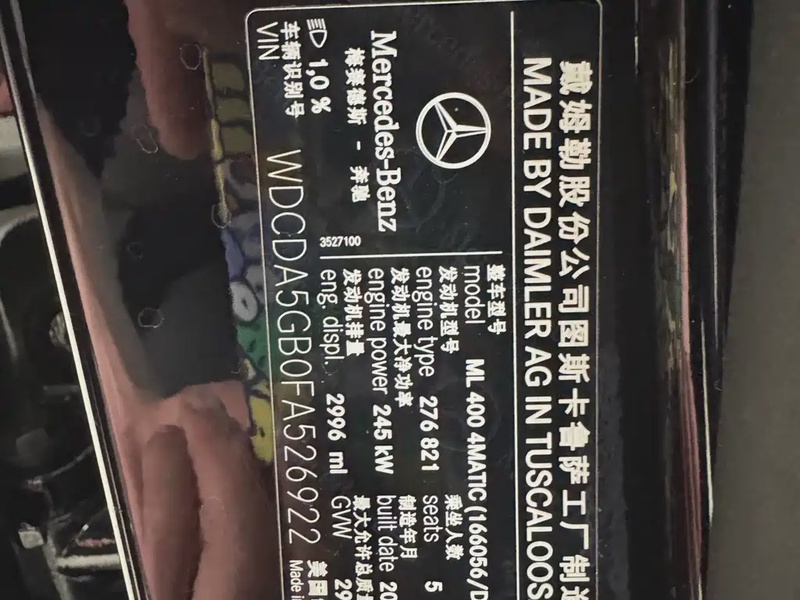 戴姆勒股份公司图斯卡鲁萨工厂制造
MADE BY DAIMLER AG IN TUSCALOOS
Mercedes-Benz
梅赛德斯 - 奔驰
1,0 %
3527100
整车型号
model ML 400 4MATIC (166056/D
发动机型号 乘坐人数
engine type 276 821 seats 5
发动机最大净功率 制造年月
engine power 245 kW built date 20
发动机排量 最大允许总质量
eng. displ. 2996 ml GVW 29
车辆识别号
VIN WDCDA5GB0FA526922
美国
Made in